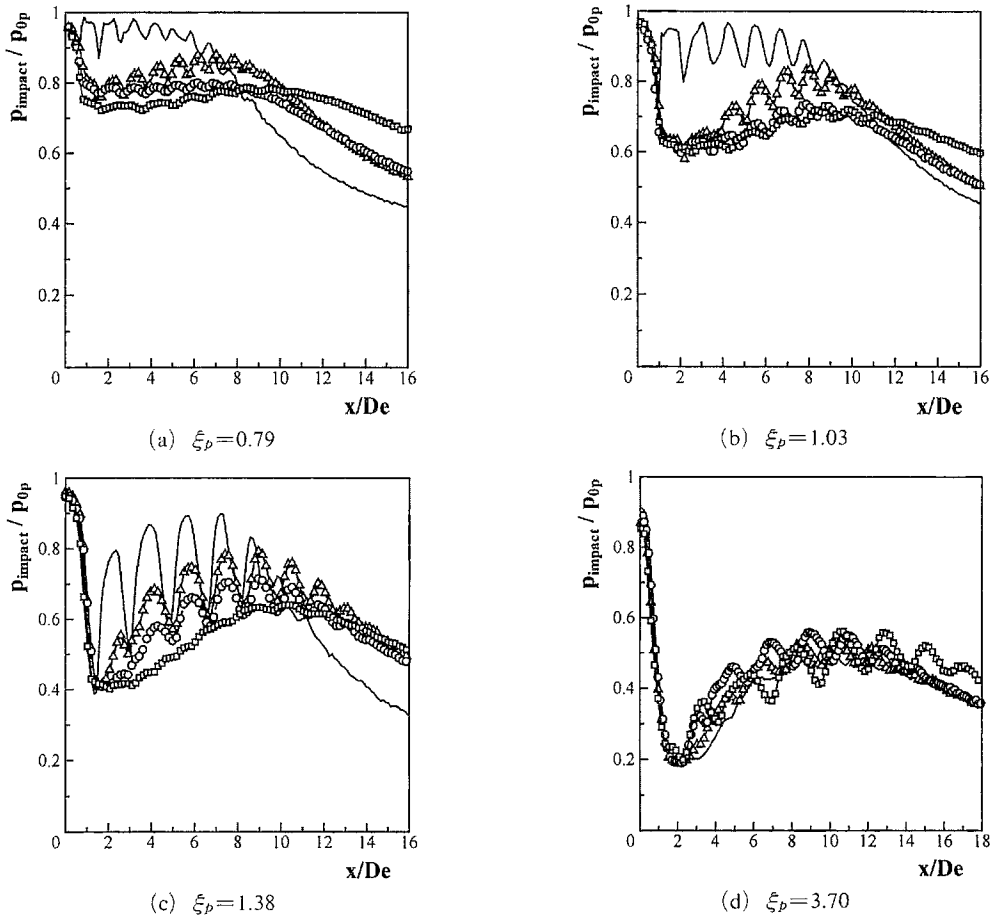 p_impact / p_0p
1
0.8
0.6
0.4
0.2
0
0 2 4 6 8 10 12 14 16
x/De
(a) ξ_p=0.79
p_impact / p_0p
1
0.8
0.6
0.4
0.2
0
2 4 6 8 10 12 14 16
x/De
(b) ξ_p=1.03
p_impact / p_0p
1
0.8
0.6
0.4
0.2
0
2 4 6 8 10 12 14 16
x/De
(c) ξ_p=1.38
p_impact / p_0p
1
0.8
0.6
0.4
0.2
0
2 4 6 8 10 12 14 16 18
x/De
(d) ξ_p=3.70